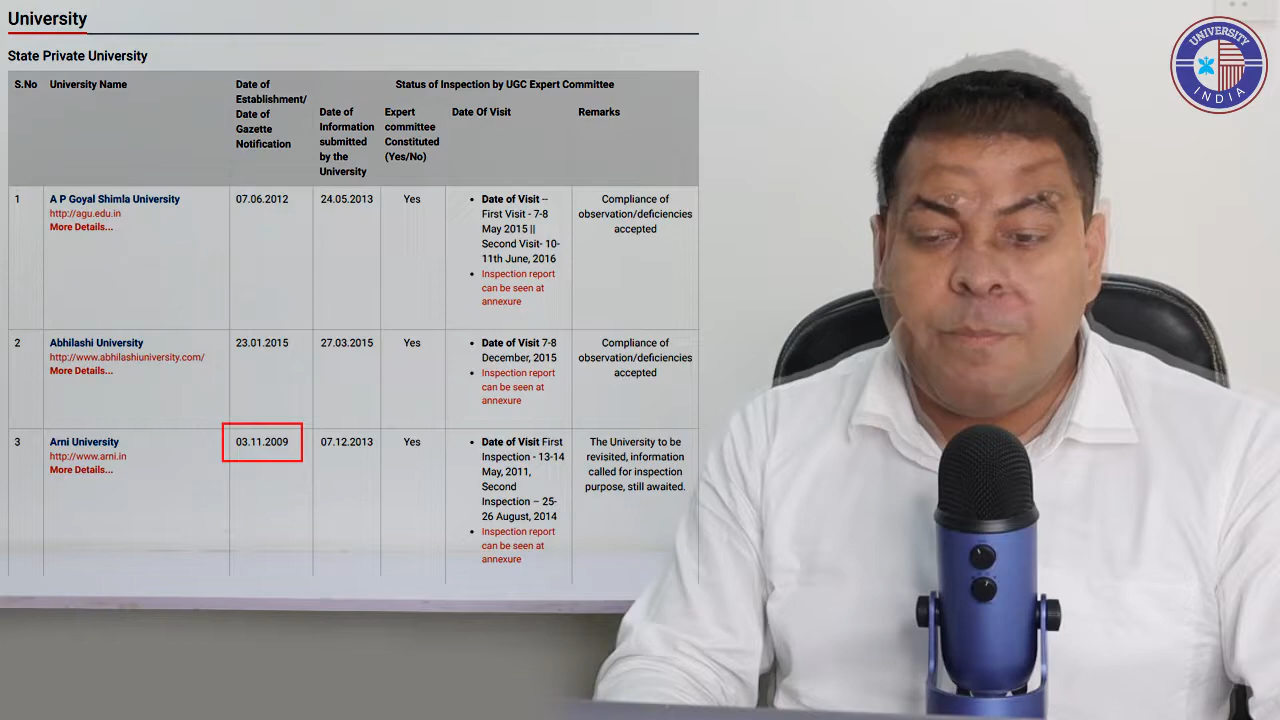 University
State Private University
S.No
University Name
Date of
Establishment/
Date of
Gazette
Notification
Status of Inspection by UGC Expert Committee
Date of
Information
submitted
by the
University
Expert
committee
Constituted
(Yes/No)
Date Of Visit
Remarks
1
A P Goyal Shimla University
http://agu.edu.in
More Details...
07.06.2012
24.05.2013
Yes
Date of Visit –
First Visit - 7-8
May 2015 ||
Second Visit- 10-
11th June, 2016
Inspection report
can be seen at
annexure
Compliance of
observation/deficiencies
accepted
2
Abhilashi University
http://www.abhilashiuniversity.com/
More Details...
23.01.2015
27.03.2015
Yes
Date of Visit 7-8
December, 2015
Inspection report
can be seen at
annexure
Compliance of
observation/deficiencies
accepted
3
Arni University
http://www.arni.in
More Details...
03.11.2009
07.12.2013
Yes
Date of Visit First
Inspection - 13-14
May, 2011,
Second
Inspection – 25-
26 August, 2014
Inspection report
can be seen at
annexure
The University to be
revisited, information
called for inspection
purpose, still awaited.
UNIVERSITY
INDIA